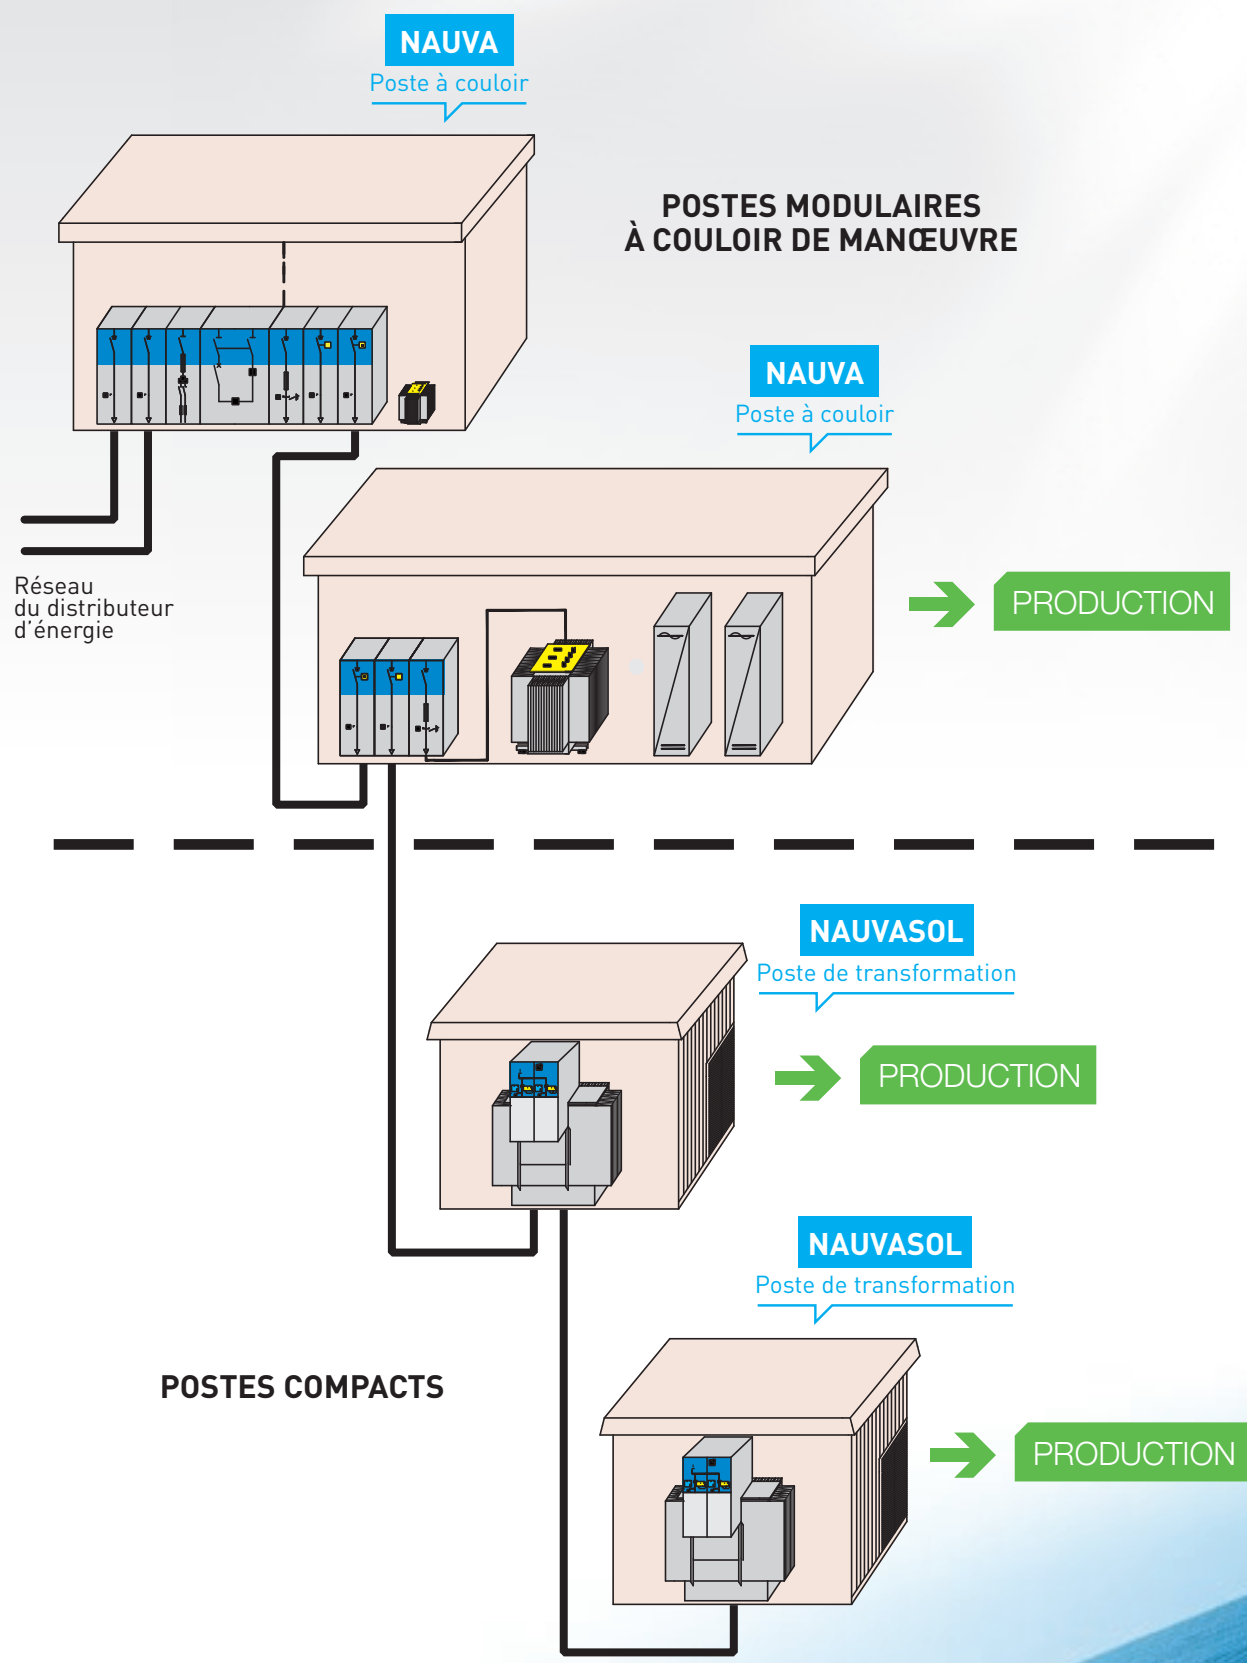 NAUVA
Poste à couloir
POSTES MODULAIRES
À COULOIR DE MANŒUVRE
NAUVA
Poste à couloir
Réseau
du distributeur
d'énergie
PRODUCTION
NAUVASOL
Poste de transformation
PRODUCTION
NAUVASOL
Poste de transformation
POSTES COMPACTS
PRODUCTION